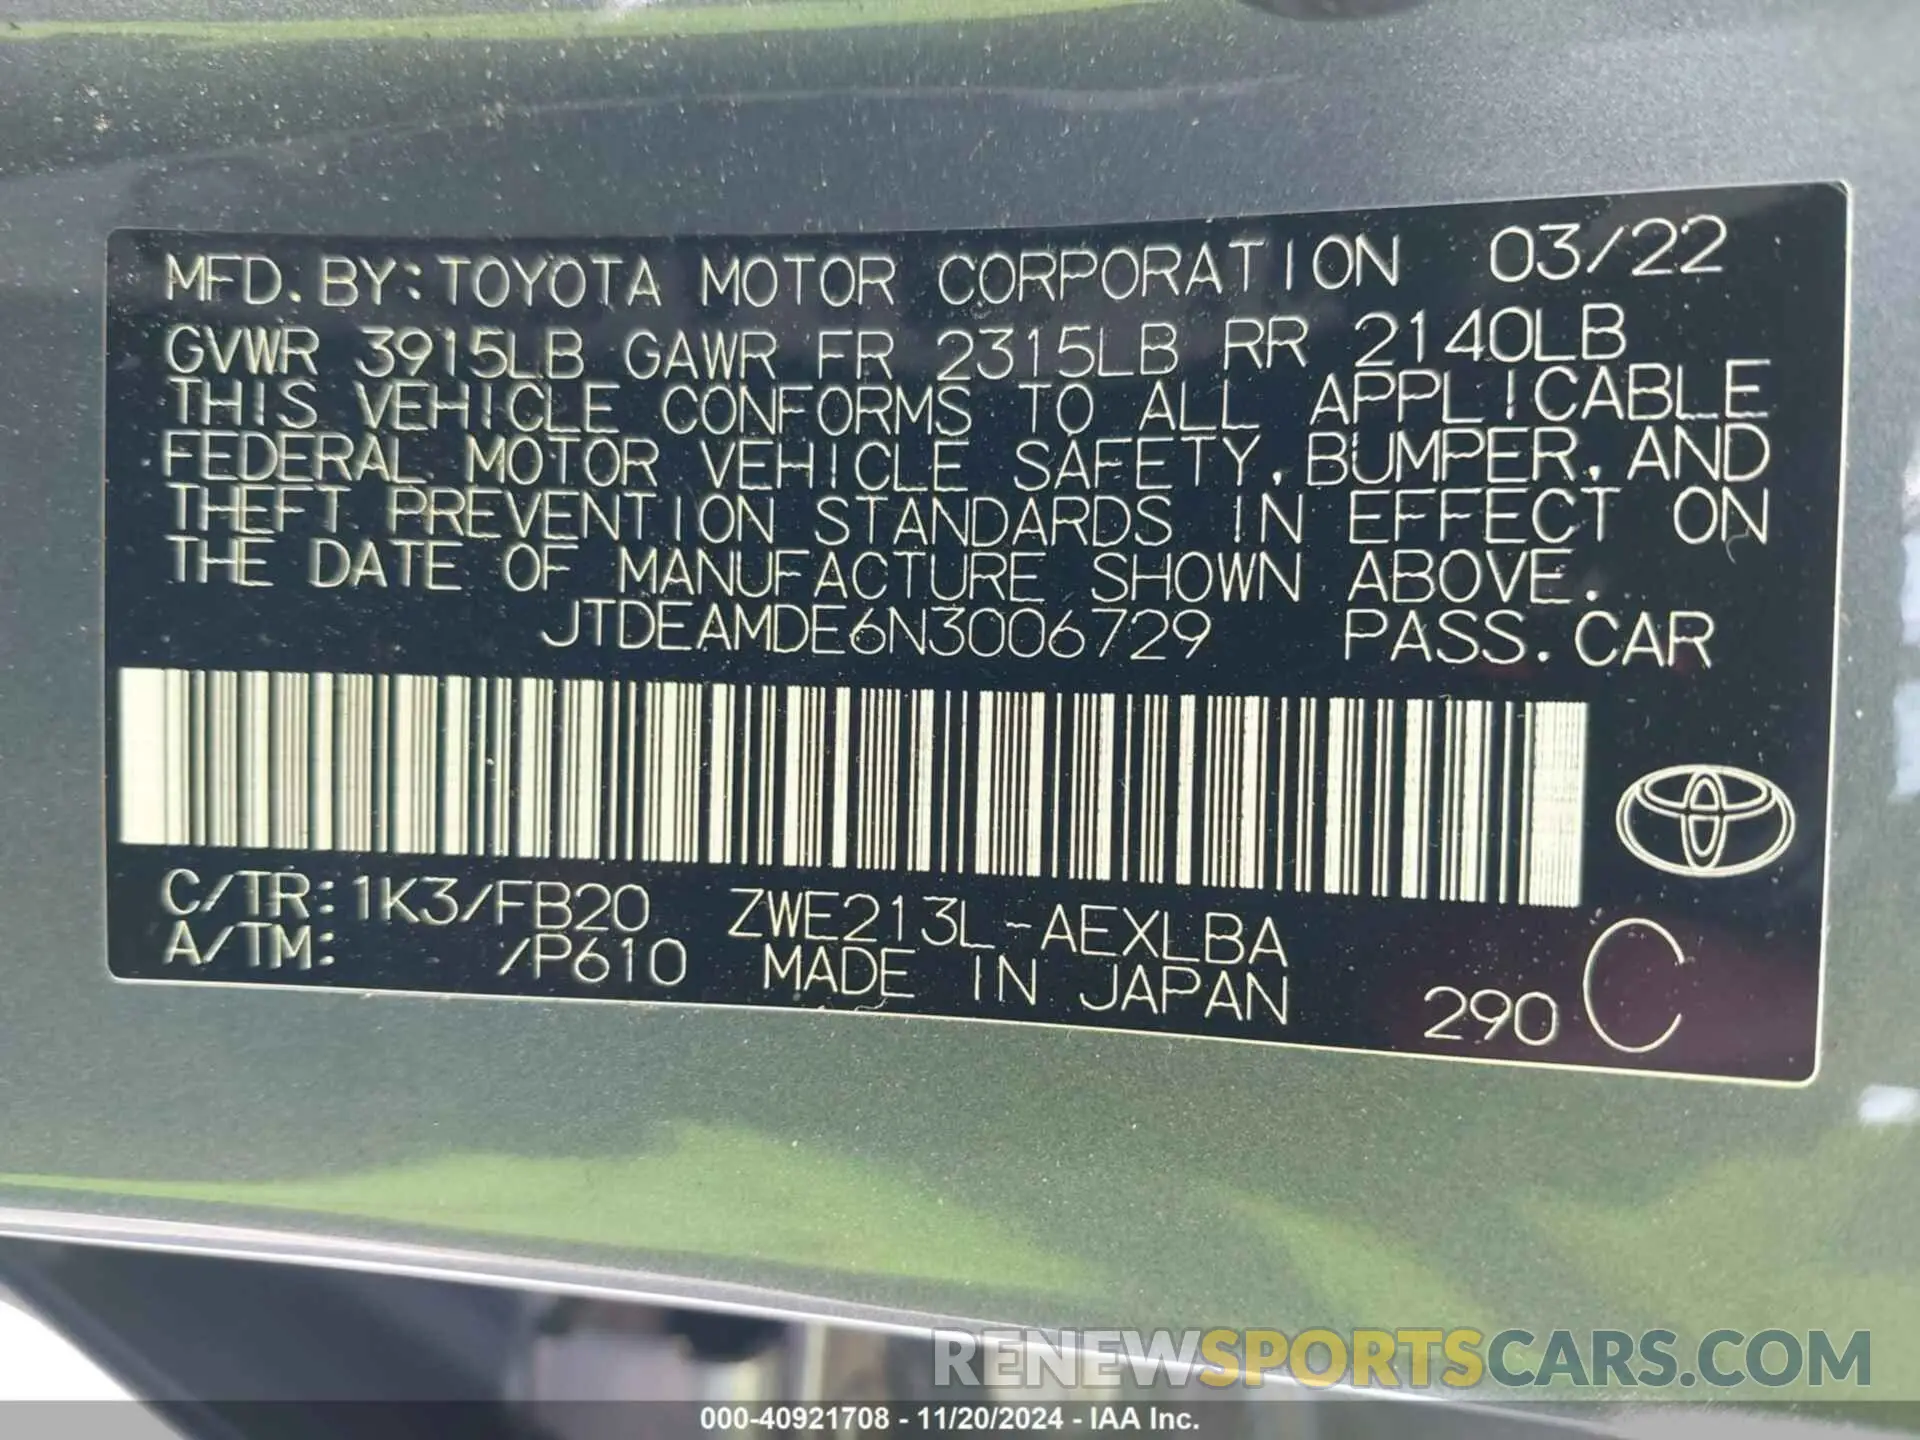 MFD. BY: TOYOTA MOTOR CORPORATION 03/22
GVWR 3915LB GAWR FR 2315LB RR 2140LB
THIS VEHICLE CONFORMS TO ALL APPLICABLE
FEDERAL MOTOR VEHICLE SAFETY, BUMPER, AND
THEFT PREVENTION STANDARDS IN EFFECT ON
THE DATE OF MANUFACTURE SHOWN ABOVE.
JTDEAMDE6N3006729 PASS. CAR
C/TR: 1K3/FB20 ZWE213L-AEXLBA
A/TM: /P610 MADE IN JAPAN 290 C
RENEWSPORTSCARS.COM
000-40921708 - 11/20/2024 - IAA Inc.